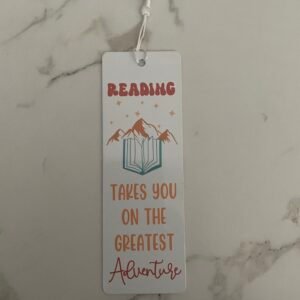 READING
TAKES YOU
ON THE
GREATEST
Adventure